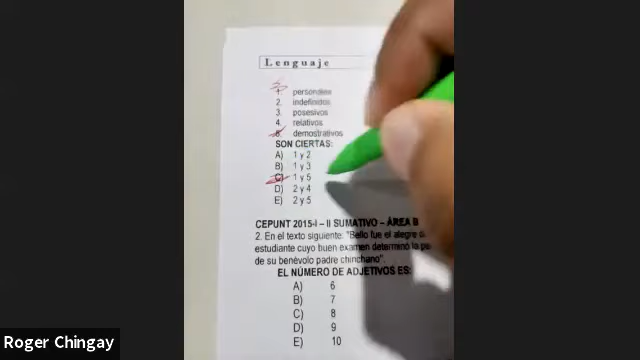 Lenguaje
1. personales
2. indefinidos
3. posesivos
4. relativos
5. demostrativos
SON CIERTAS:
A) 1 y 2
B) 1 y 3
C) 1 y 5
D) 2 y 4
E) 2 y 5
CEPUNT 2015-I – II SUMATIVO – ÁREA B
2. En el texto siguiente: "Bello fue el alegre
estudiante cuyo buen examen determinó la
de su benévolo padre chinchano".
EL NÚMERO DE ADJETIVOS ES:
A) 6
B) 7
C) 8
D) 9
E) 10
Roger Chingay